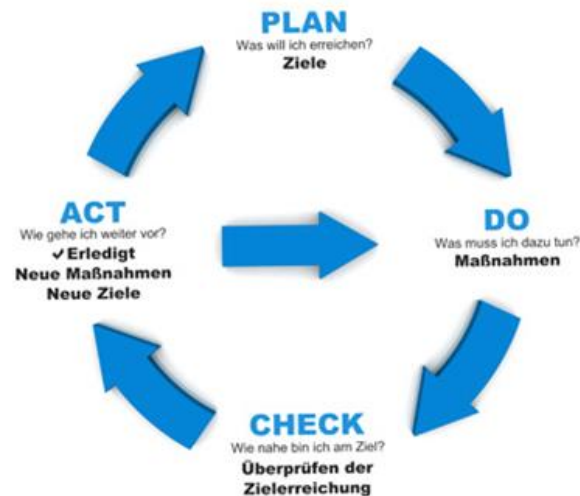 PLAN
Was will ich erreichen?
Ziele
DO
Was muss ich dazu tun?
Maßnahmen
CHECK
Wie nahe bin ich am Ziel?
Überprüfen der
Zielerreichung
ACT
Wie gehe ich weiter vor?
✓Erledigt
Neue Maßnahmen
Neue Ziele